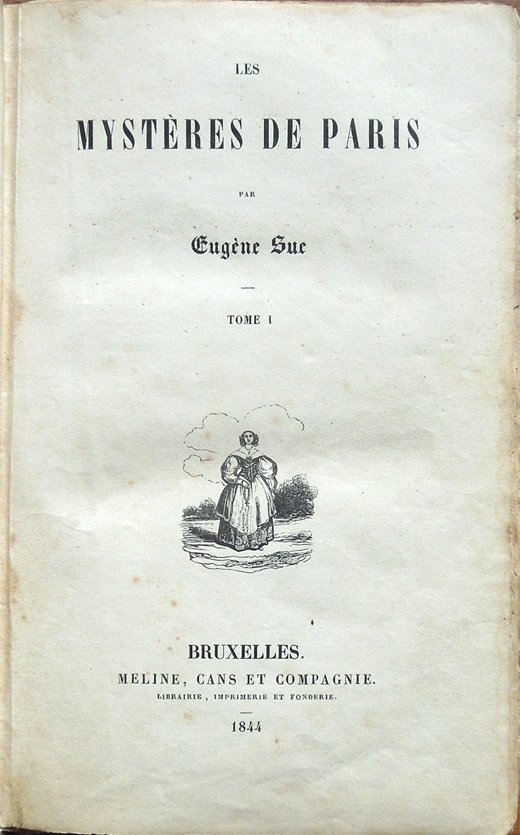 LES
MYSTÈRES DE PARIS
PAR
Eugène Sue
—
TOME I
BRUXELLES.
MELINE, CANS ET COMPAGNIE.
LIBRAIRIE, IMPRIMERIE ET FONDERIE.
—
1844